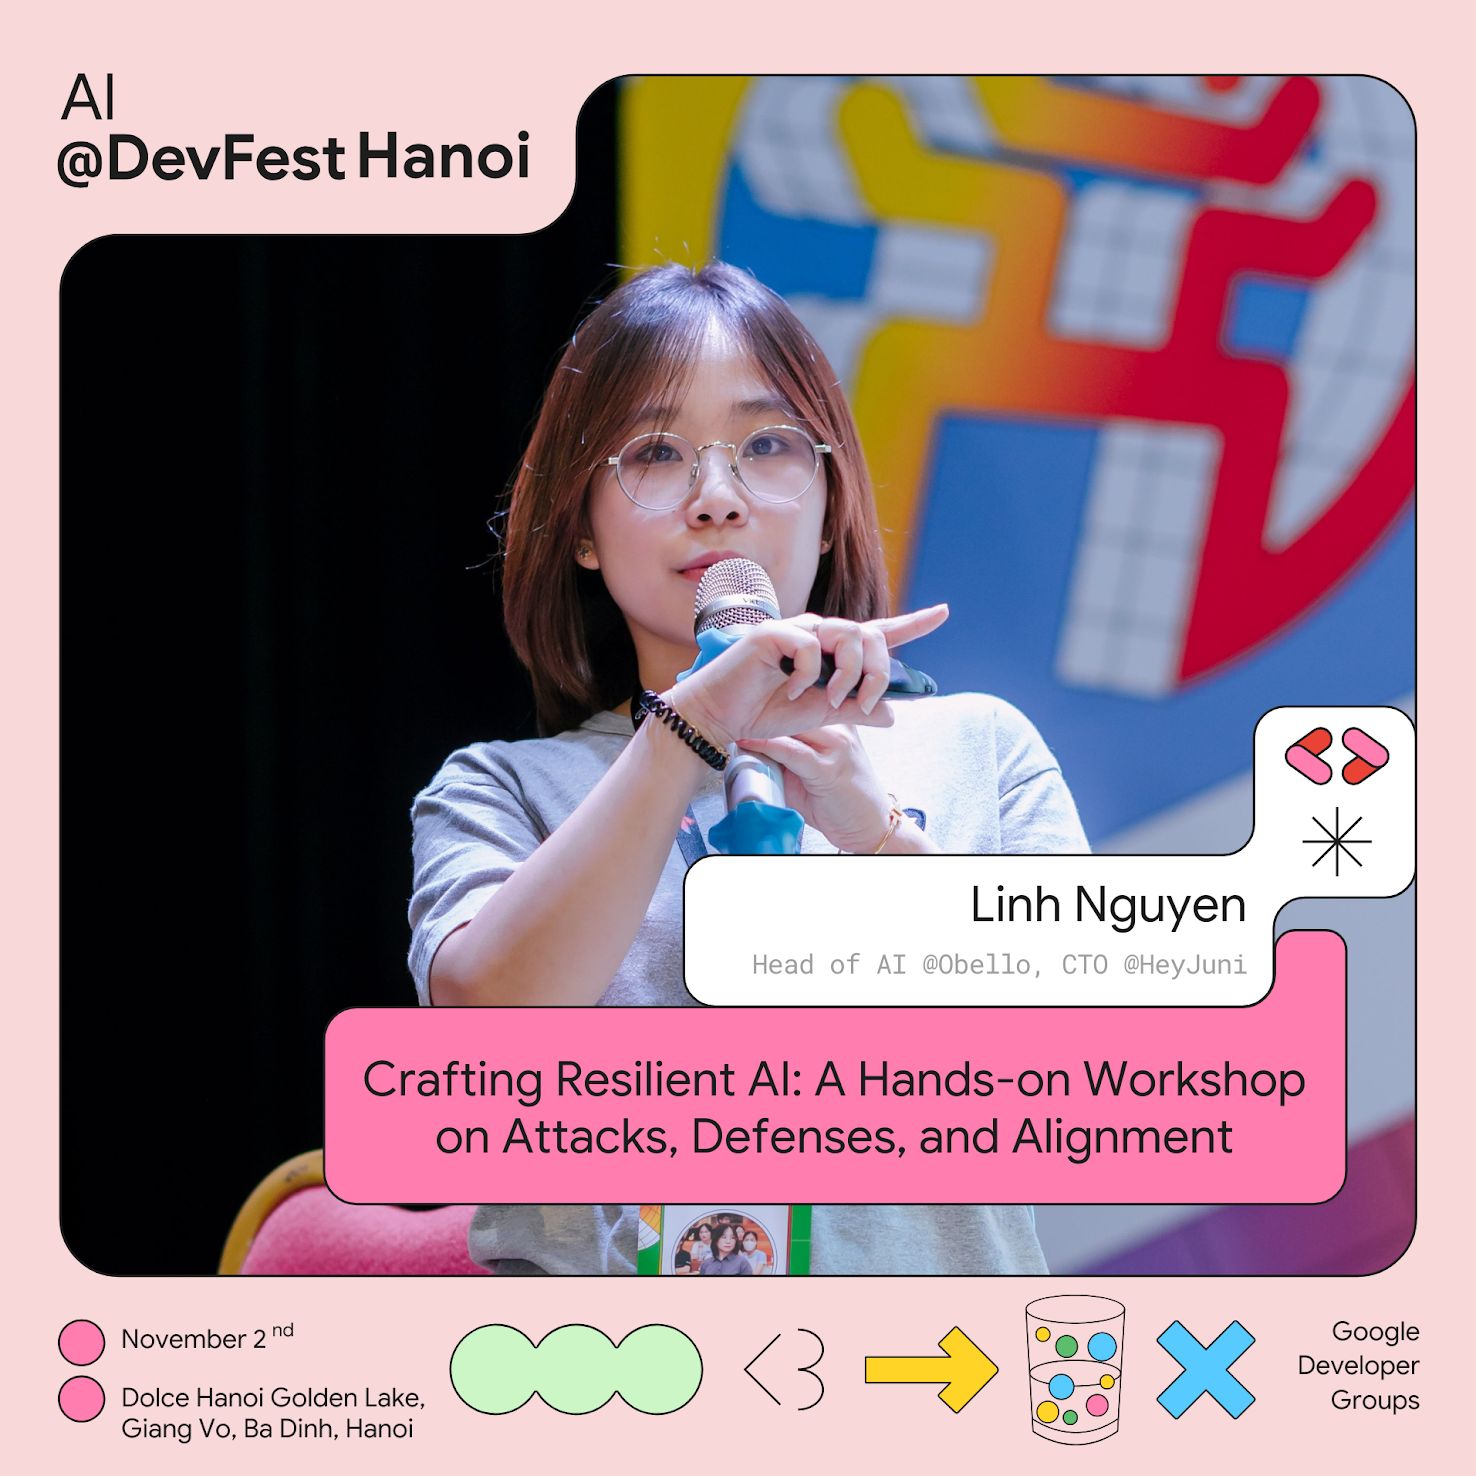 AI
@DevFest Hanoi
Linh Nguyen
Head of AI @Obello, CTO @HeyJuni
Crafting Resilient AI: A Hands-on Workshop
on Attacks, Defenses, and Alignment
November 2nd
Dolce Hanoi Golden Lake,
Giang Vo, Ba Dinh, Hanoi
<3
Google
Developer
Groups